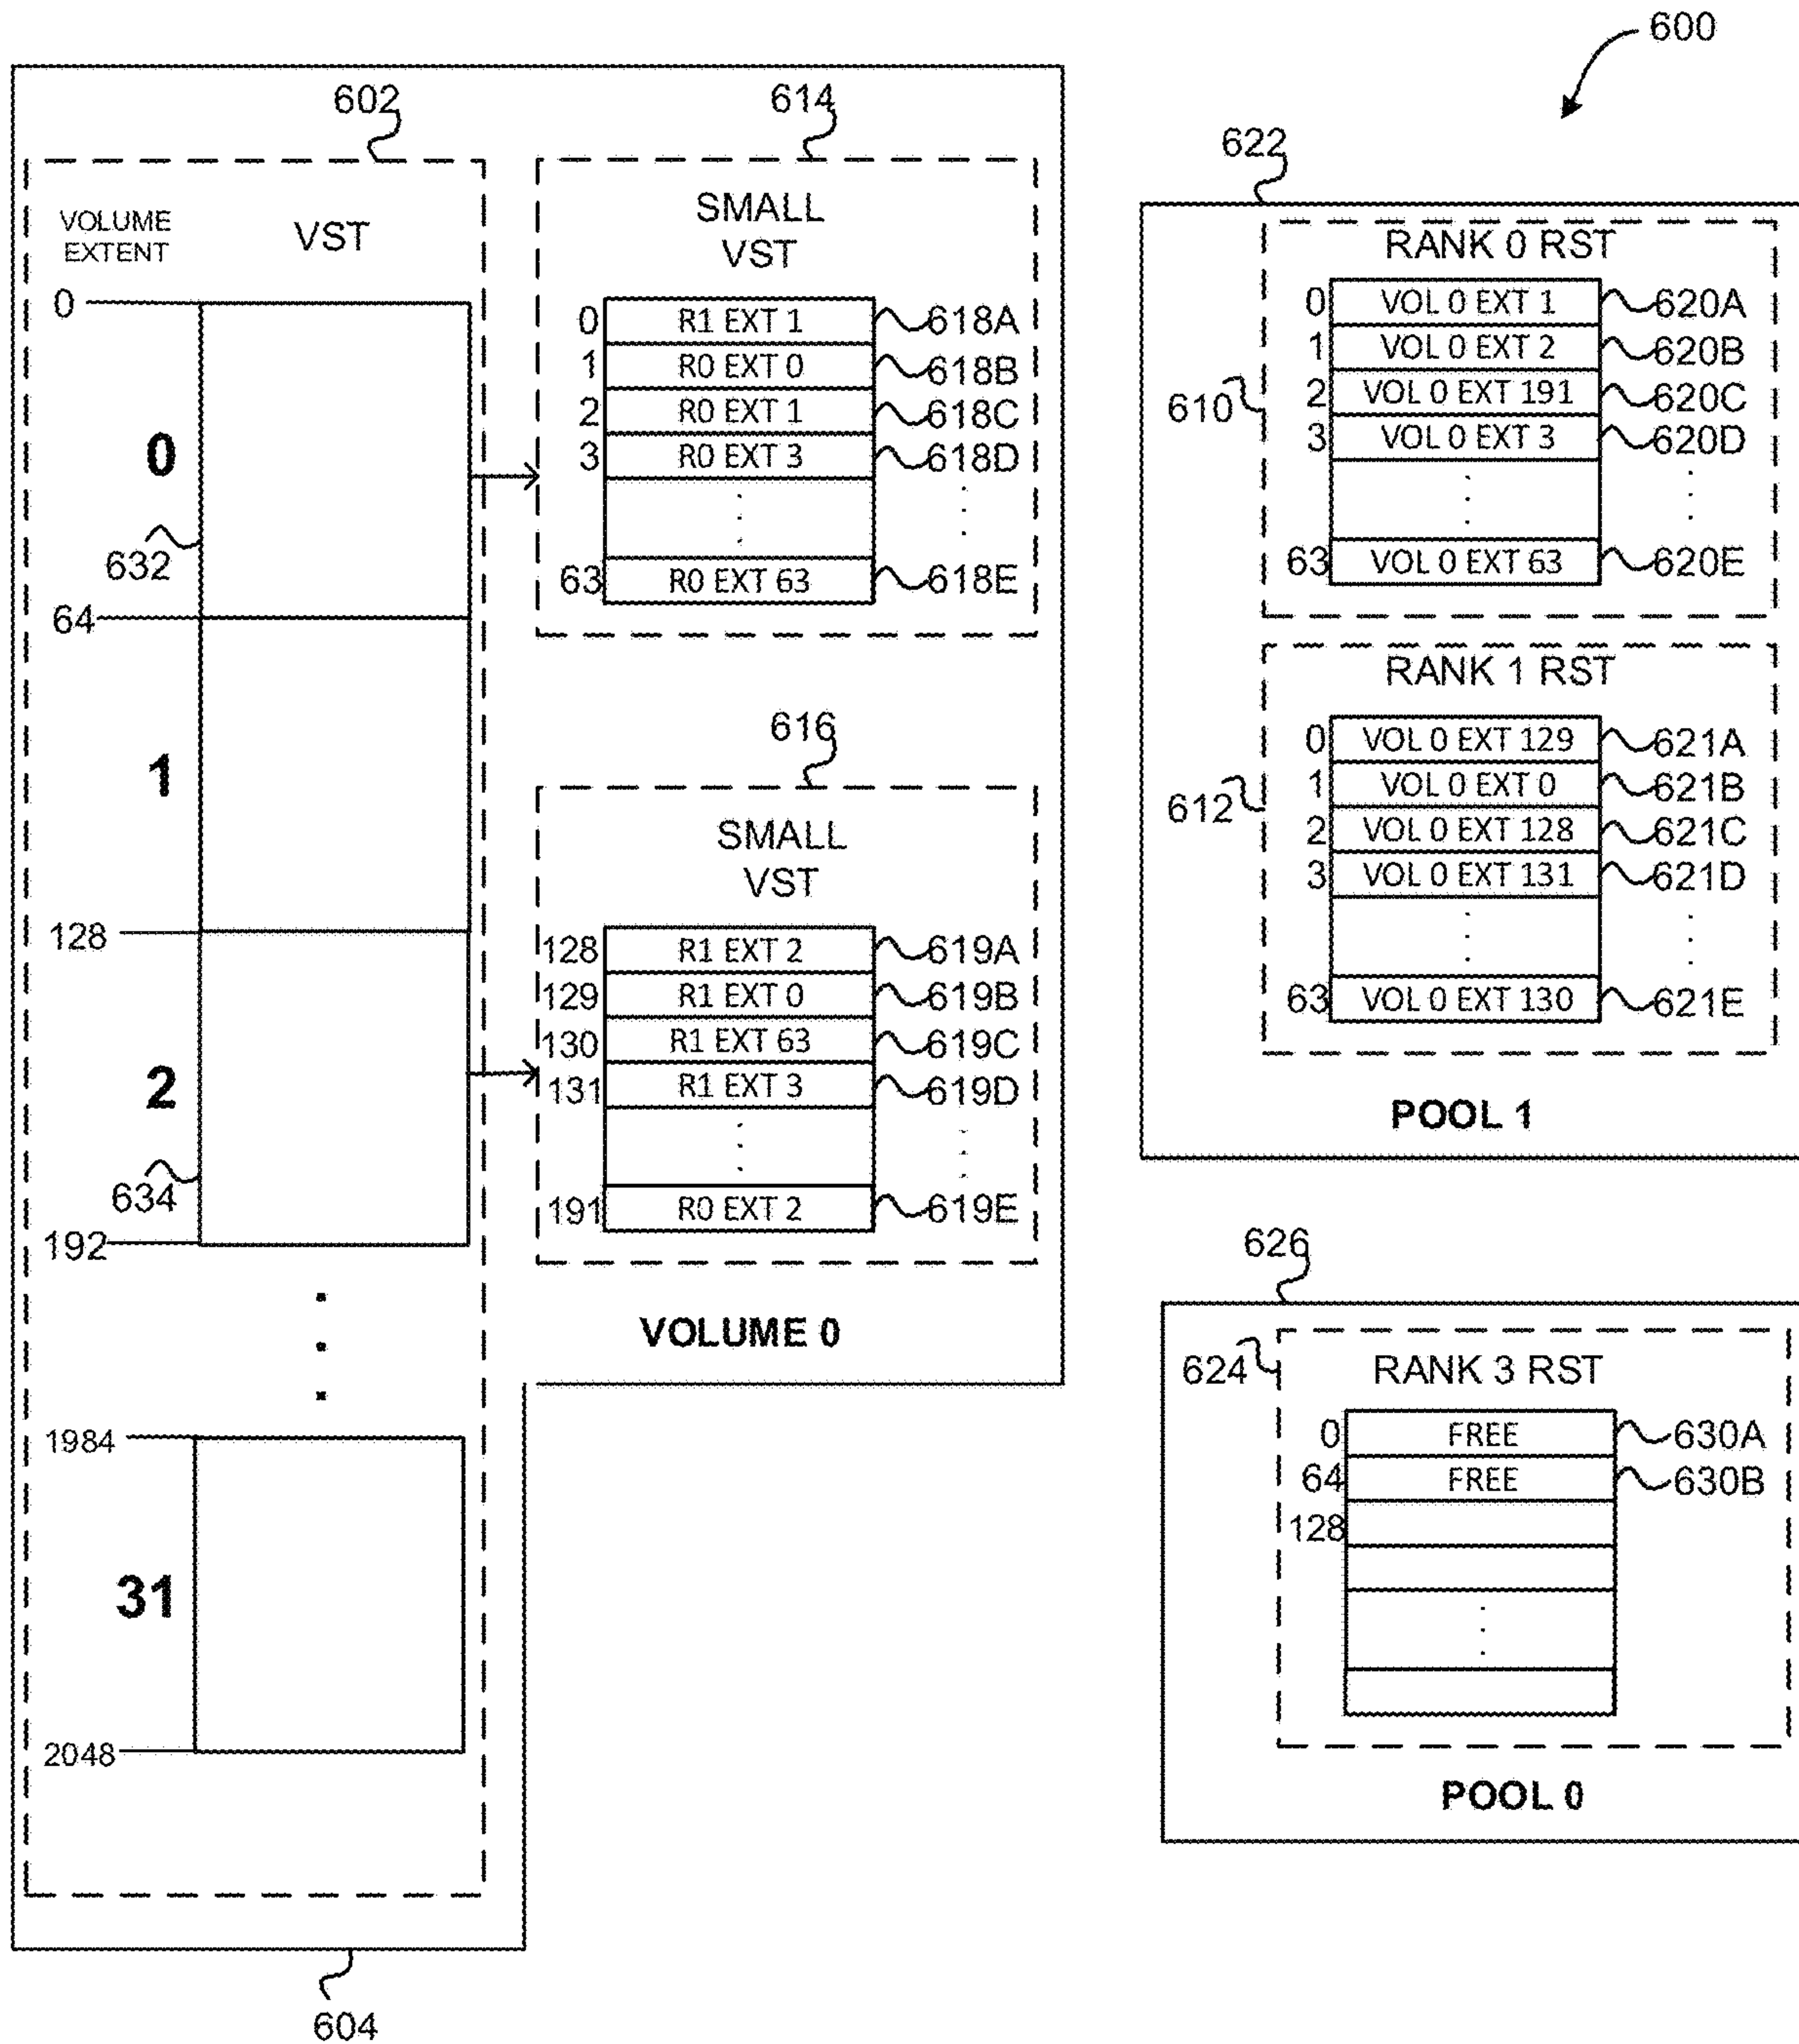 600
602
614
VOLUME
EXTENT
VST
0
0
632
64
1
128
2
634
192
1984
31
2048
604
SMALL
VST
0 R1 EXT 1 618A
1 R0 EXT 0 618B
2 R0 EXT 1 618C
3 R0 EXT 3 618D
63 R0 EXT 63 618E
616
SMALL
VST
128 R1 EXT 2 619A
129 R1 EXT 0 619B
130 R1 EXT 63 619C
131 R1 EXT 3 619D
191 R0 EXT 2 619E
VOLUME 0
622
RANK 0 RST
0 VOL 0 EXT 1 620A
1 VOL 0 EXT 2 620B
610
2 VOL 0 EXT 191 620C
3 VOL 0 EXT 3 620D
63 VOL 0 EXT 63 620E
RANK 1 RST
0 VOL 0 EXT 129 621A
1 VOL 0 EXT 0 621B
612
2 VOL 0 EXT 128 621C
3 VOL 0 EXT 131 621D
63 VOL 0 EXT 130 621E
POOL 1
626
624
RANK 3 RST
0 FREE 630A
64 FREE 630B
128
POOL 0